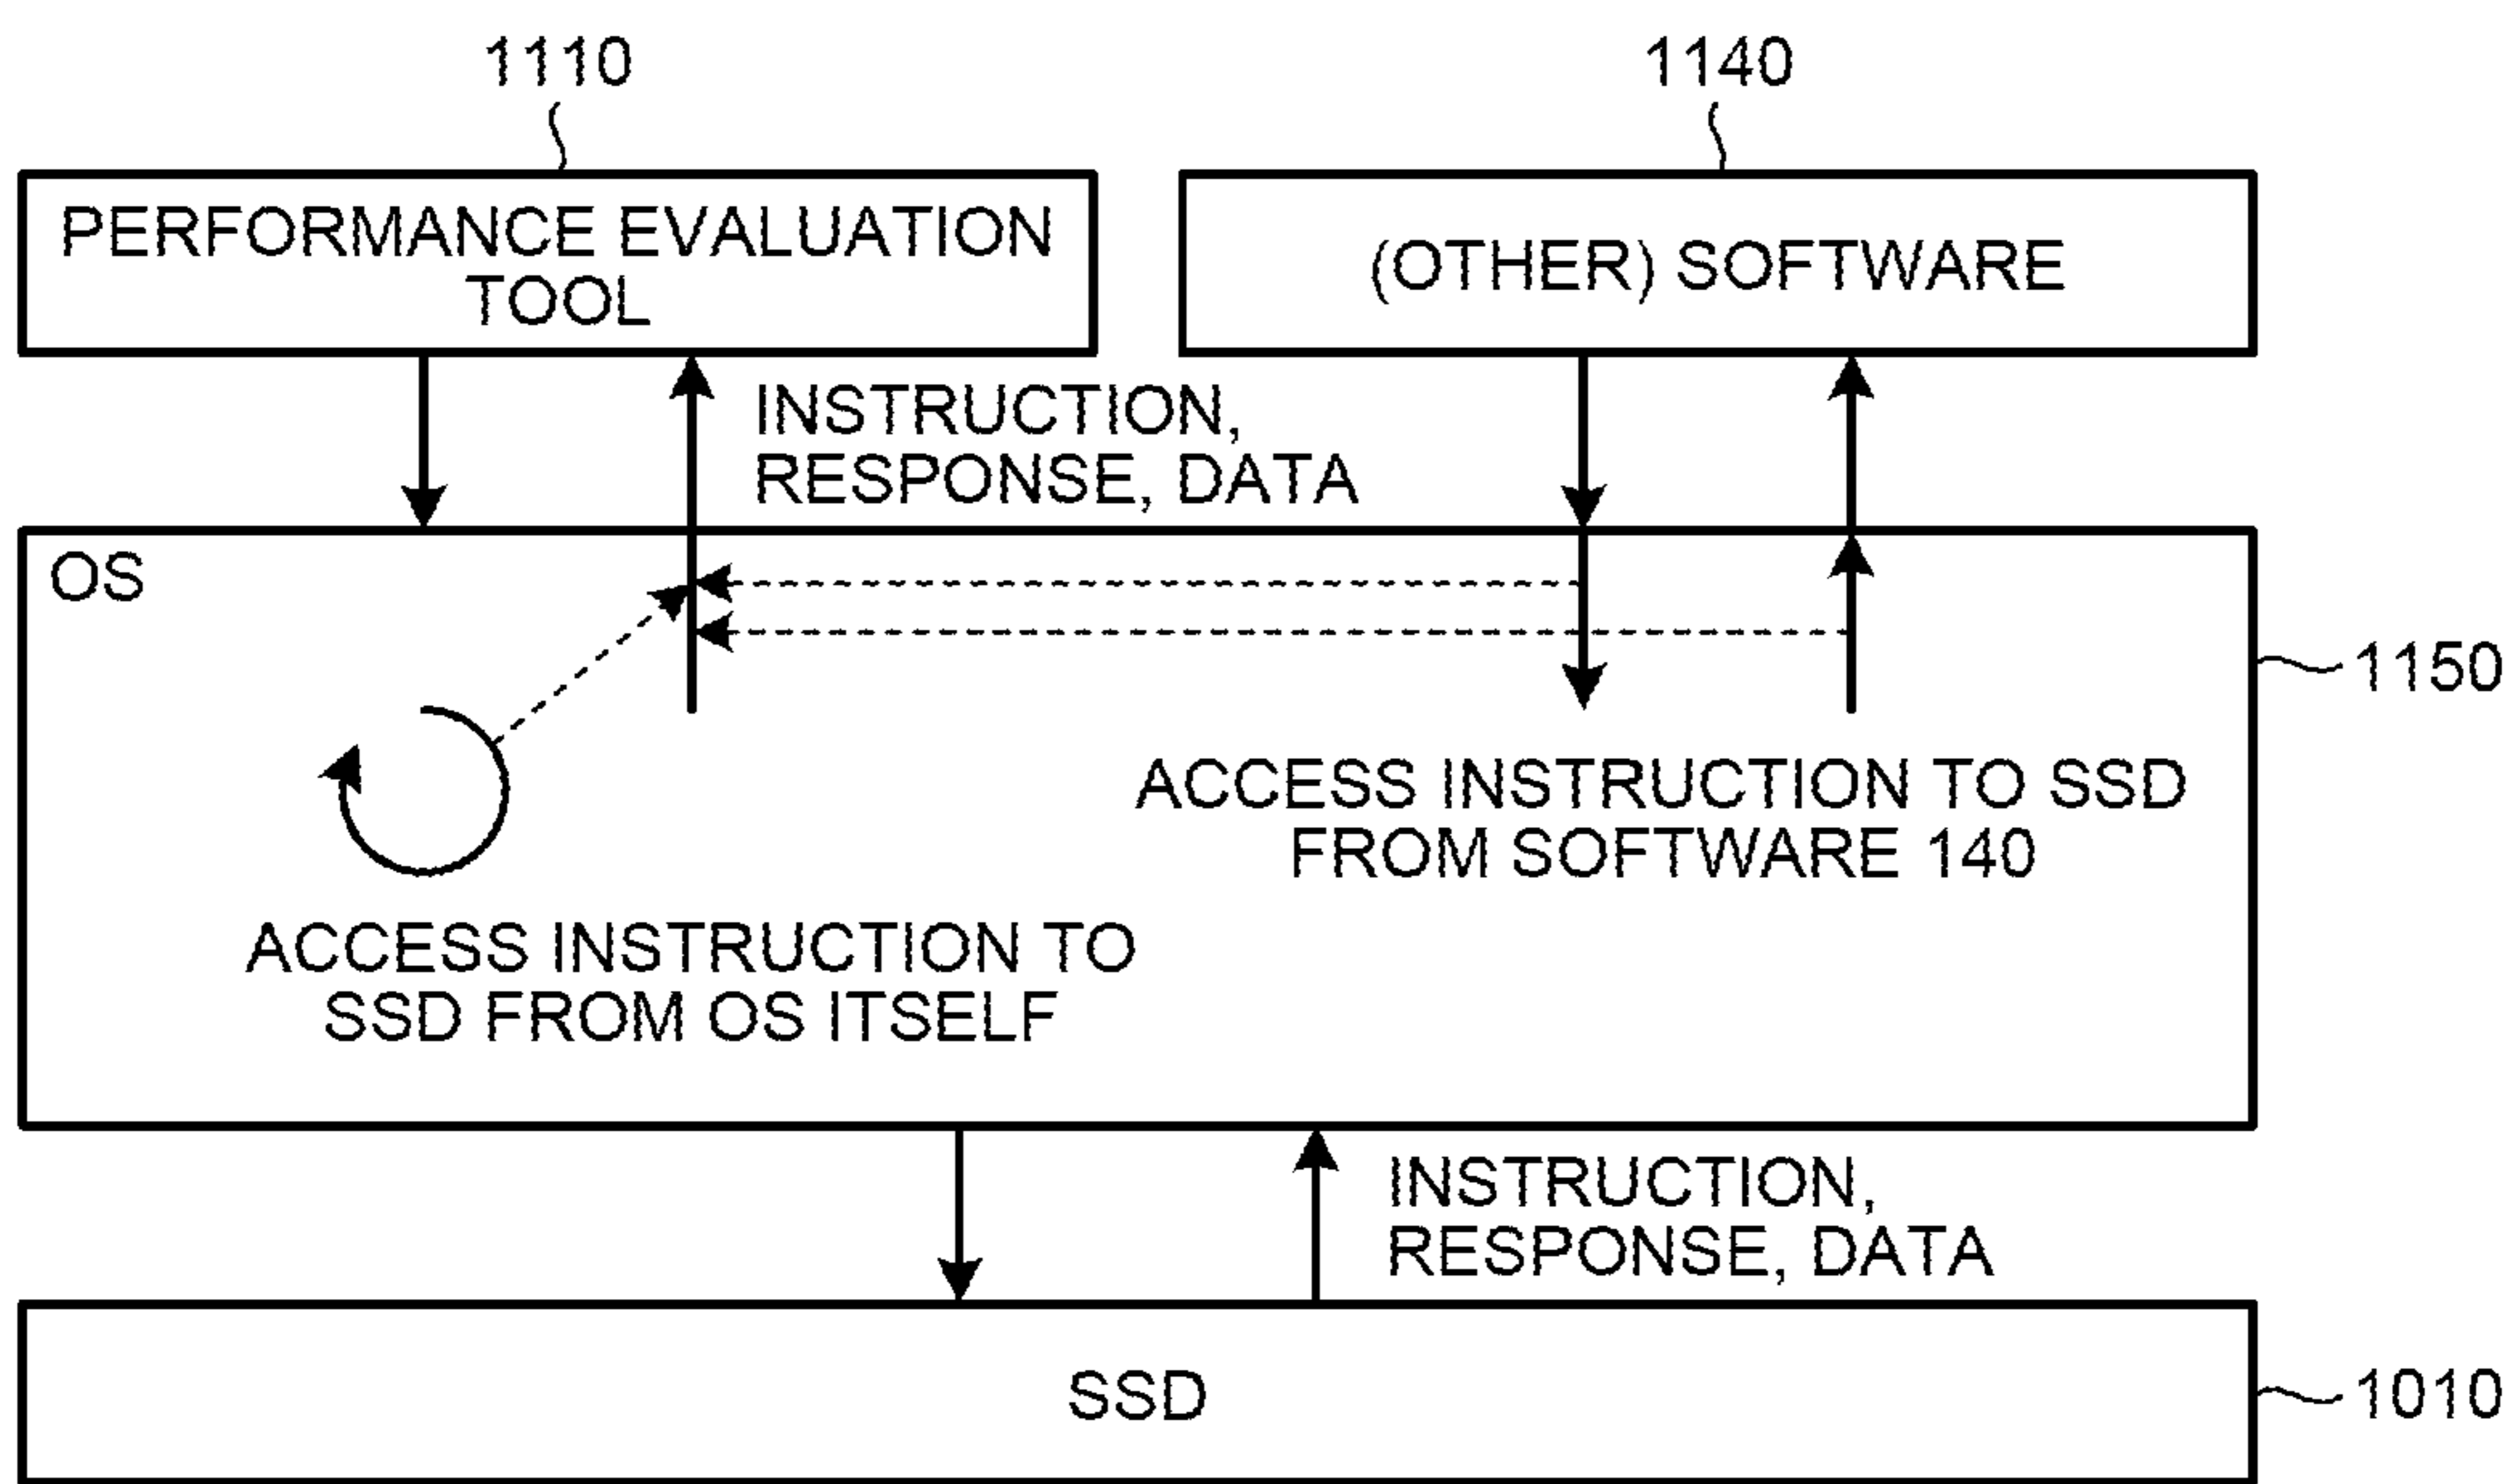 1110
1140
PERFORMANCE EVALUATION
TOOL
(OTHER) SOFTWARE
INSTRUCTION,
RESPONSE, DATA
OS
1150
ACCESS INSTRUCTION TO SSD
FROM SOFTWARE 140
ACCESS INSTRUCTION TO
SSD FROM OS ITSELF
INSTRUCTION,
RESPONSE, DATA
SSD
1010